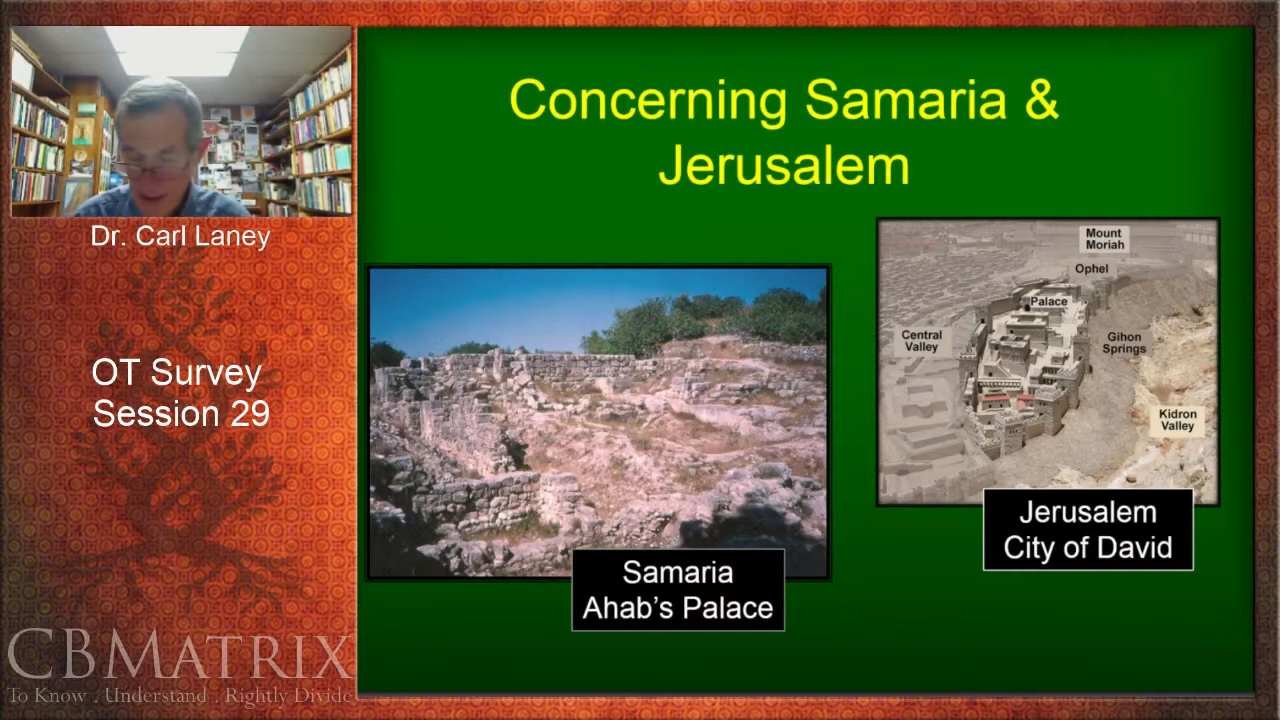 Concerning Samaria &
Jerusalem
Dr. Carl Laney
OT Survey
Session 29
Mount
Moriah
Ophel
Palace
Central
Valley
Gihon
Springs
Kidron
Valley
Jerusalem
City of David
Samaria
Ahab's Palace
CBMATRIX
To Know . Understand . Rightly Divide